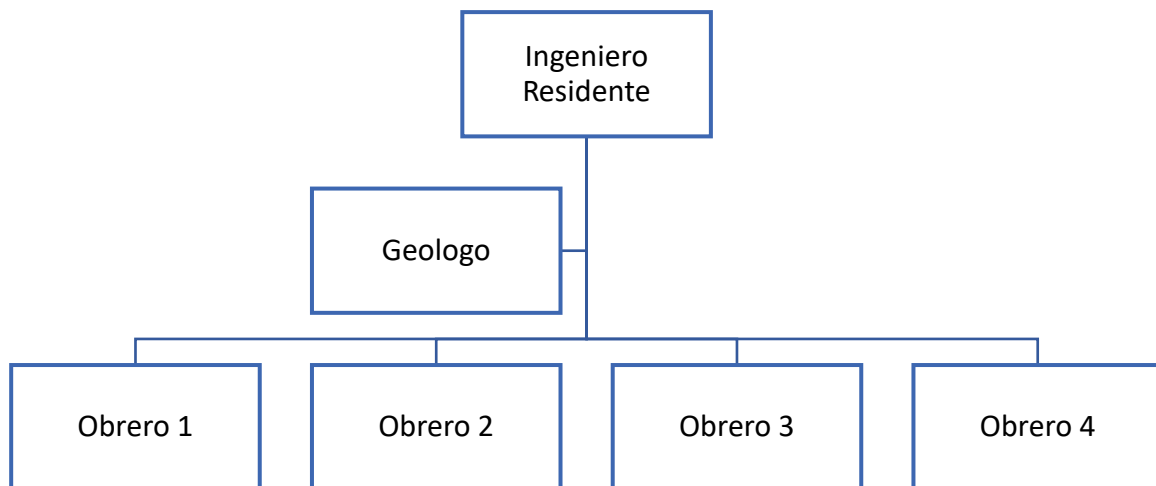 Ingeniero
Residente
Geologo
Obrero 1
Obrero 2
Obrero 3
Obrero 4